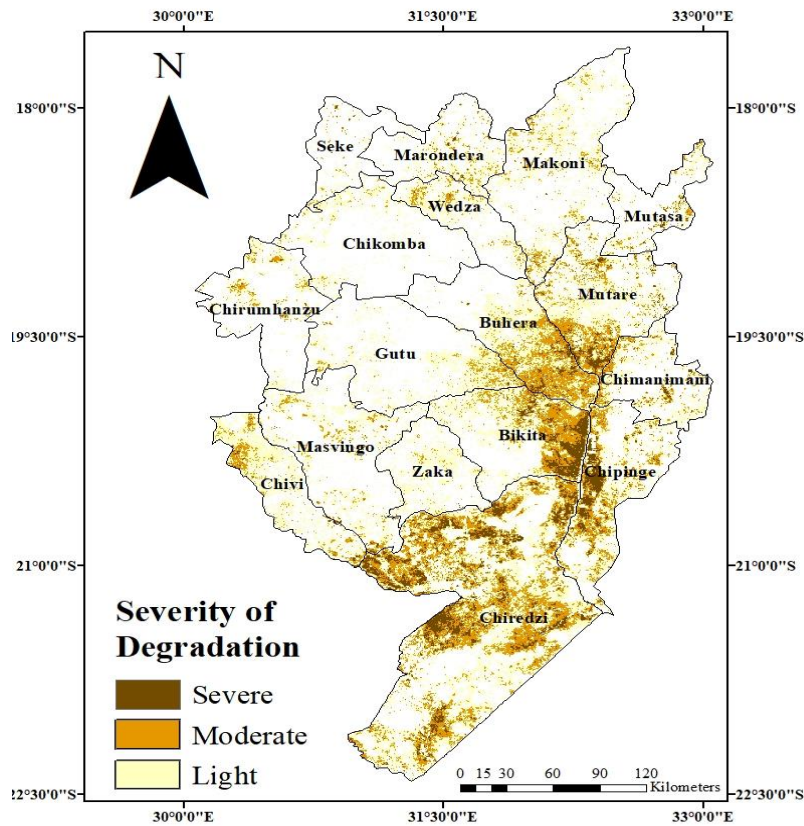 30°0'0"E 31°30'0"E 33°0'0"E
N
18°0'0"S 18°0'0"S
Seke
Marondera
Makoni
Wedza
Mutasa
Chikomba
Mutare
Chirumhanzu
Buhera
19°30'0"S 19°30'0"S
Gutu
Chimanimani
Bikita
Masvingo
Zaka
Chipinge
Chivi
21°0'0"S 21°0'0"S
Chiredzi
Severity of
Degradation
Severe
Moderate
Light
0 15 30 60 90 120
Kilometers
22°30'0"S 22°30'0"S
30°0'0"E 31°30'0"E 33°0'0"E